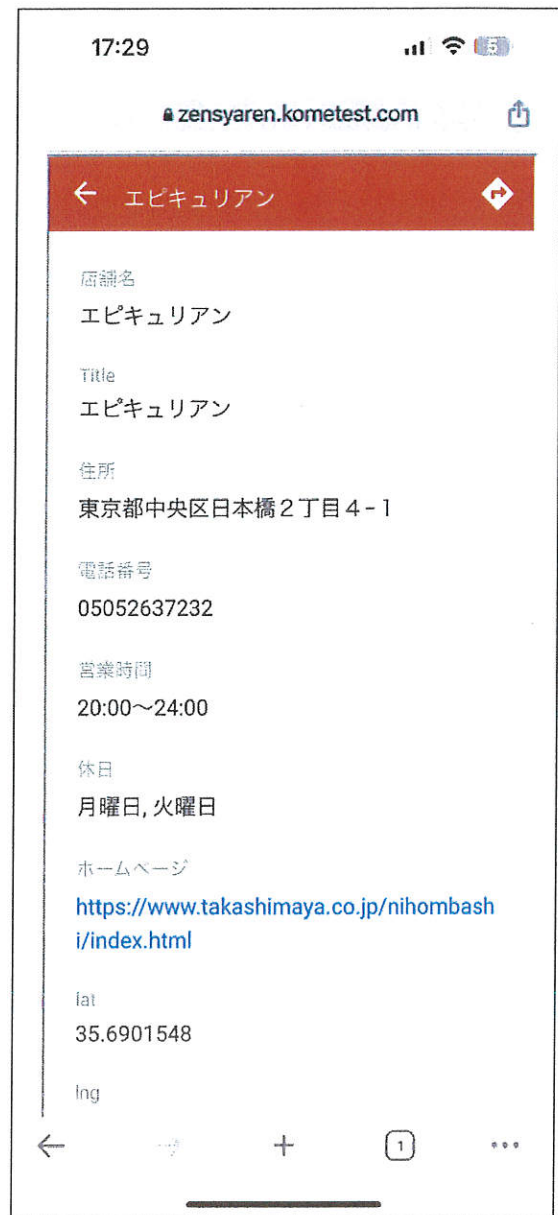 17:29
5
zensyaren.kometest.com
エピキュリアン
店舗名
エピキュリアン
Title
エピキュリアン
住所
東京都中央区日本橋2丁目4-1
電話番号
05052637232
営業時間
20:00〜24:00
休日
月曜日, 火曜日
ホームページ
https://www.takashimaya.co.jp/nihombash
i/index.html
lat
35.6901548
lng
1